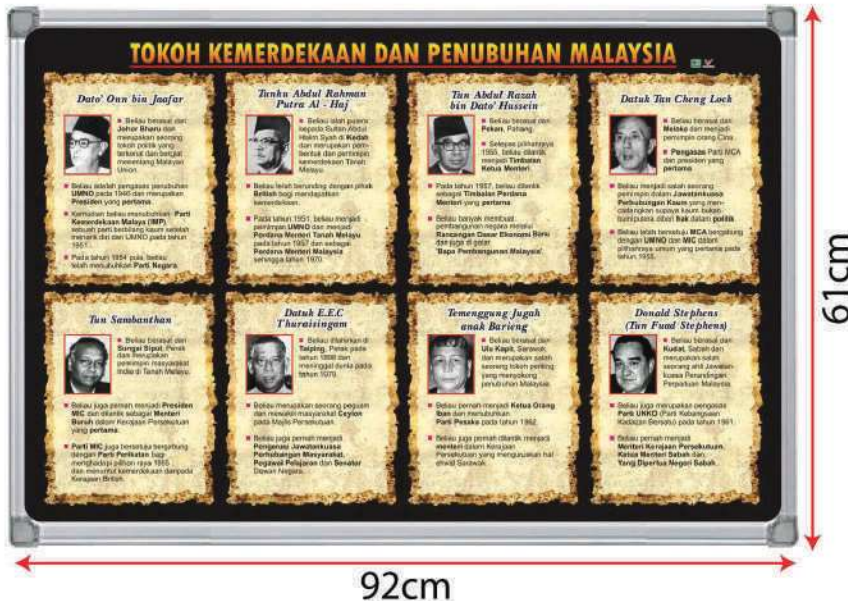 TOKOH KEMERDEKAAN DAN PENUBUHAN MALAYSIA
Dato' Onn bin Jaafar
Beliau berasal dari
Johor Bharu dan
merupakan seorang
tokoh politik yang
terkenal dan bergiat
menentang Malayan
Union.
Beliau adalah pengasas penubuhan
UMNO pada 1946 dan merupakan
Presiden yang pertama.
Kemudian beliau menubuhkan Parti
Kemerdekaan Malaya (IMP)
sebuah parti berbilang kaum setelah
menarik diri dari UMNO pada tahun
1951.
Pada tahun 1954 pula, beliau
telah menubuhkan Parti Negara.
Tunku Abdul Rahman
Putra Al - Haj
Beliau ialah putera
kepada Sultan Abdul
Halim Syah di Kedah
dan merupakan pem-
bentuk dan pemimpin
kemerdekaan Tanah
Melayu.
Beliau telah berunding dengan pihak
British bagi mendapatkan
kemerdekaan.
Pada tahun 1951, beliau menjadi
pemimpin UMNO dan menjadi
Perdana Menteri Tanah Melayu
pada tahun 1957 dan sebagai
Perdana Menteri Malaysia
sehingga tahun 1970.
Tun Abdul Razak
bin Dato' Hussein
Beliau berasal dari
Pekan, Pahang.
Selepas pilihanraya
1955, beliau dilantik
menjadi Timbalan
Ketua Menteri.
Pada tahun 1957, beliau dilantik
sebagai Timbalan Perdana
Menteri yang pertama.
Beliau banyak membuat
pembangunan negara melalui
Rancangan Dasar Ekonomi Baru
dan juga di gelar
'Bapa Pembangunan Malaysia'.
Datuk Tan Cheng Lock
Beliau berasal dari
Melaka dan menjadi
pemimpin orang Cina.
Pengasas Parti MCA
dan presiden yang
pertama.
Beliau menjadi salah seorang
pemimpin dalam Jawatankuasa
Perhubungan Kaum yang men-
cadangkan supaya kaum bukan
bumiputera diberi hak dalam politik.
Beliau telah bersetuju MCA bergabung
dengan UMNO dan MIC dalam
pilihanraya umum yang pertama pada
tahun 1955.
Tun Sambanthan
Beliau berasal dari
Sungai Siput, Perak
dan merupakan
pemimpin masyarakat
India di Tanah Melayu.
Beliau juga pernah menjadi Presiden
MIC dan dilantik sebagai Menteri
Buruh dalam Kerajaan Persekutuan
yang pertama.
Parti MIC juga bersetuju bergabung
dengan Parti Perikatan bagi
menghadapi pilihan raya 1955
dan menuntut kemerdekaan daripada
Kerajaan British.
Datuk E.E.C
Thuraisingam
Beliau dilahirkan di
Taiping, Perak pada
tahun 1898 dan
meninggal dunia pada
tahun 1979.
Beliau merupakan seorang peguam
dan mewakili masyarakat Ceylon
pada Majlis Persekutuan.
Beliau juga pernah menjadi
Pengerusi Jawatankuasa
Perhubungan Masyarakat,
Pegawai Pelajaran dan Senator
Dewan Negara.
Temenggung Jugah
anak Barieng
Beliau berasal dari
Ulu Kapit, Sarawak,
dan merupakan salah
seorang tokoh penting
yang menyokong
penubuhan Malaysia.
Beliau pernah menjadi Ketua Orang
Iban dan menubuhkan
Parti Pesaka pada tahun 1962.
Beliau juga pernah dilantik menjadi
menteri dalam Kerajaan
Persekutuan yang menguruskan hal
ehwal Sarawak.
Donald Stephens
(Tun Fuad Stephens)
Beliau berasal dari
Kudat, Sabah dan
merupakan salah
seorang ahli Jawatan-
kuasa Perundingan
Perpaduan Malaysia.
Beliau juga merupakan pengasas
Parti UNKO (Parti Kebangsaan
Kadazan Bersatu) pada tahun 1961.
Beliau pernah menjadi
Menteri Kerajaan Persekutuan,
Ketua Menteri Sabah dan
Yang Dipertua Negeri Sabah.
61cm
92cm